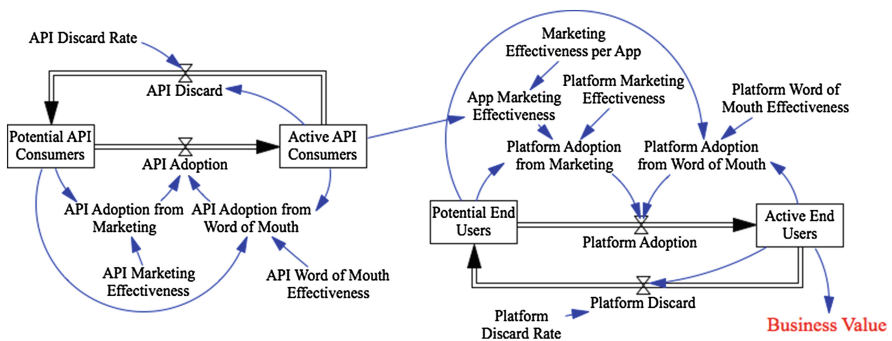 API Discard Rate
API Discard
Potential API
Consumers
Active API
Consumers
API Adoption
API Adoption from
Marketing
API Adoption from
Word of Mouth
API Marketing
Effectiveness
API Word of Mouth
Effectiveness
Marketing
Effectiveness per App
App Marketing
Effectiveness
Platform Marketing
Effectiveness
Platform Word of
Mouth Effectiveness
Platform Adoption
from Marketing
Platform Adoption
from Word of Mouth
Potential End
Users
Active End
Users
Platform Adoption
Platform Discard
Platform
Discard Rate
Business Value